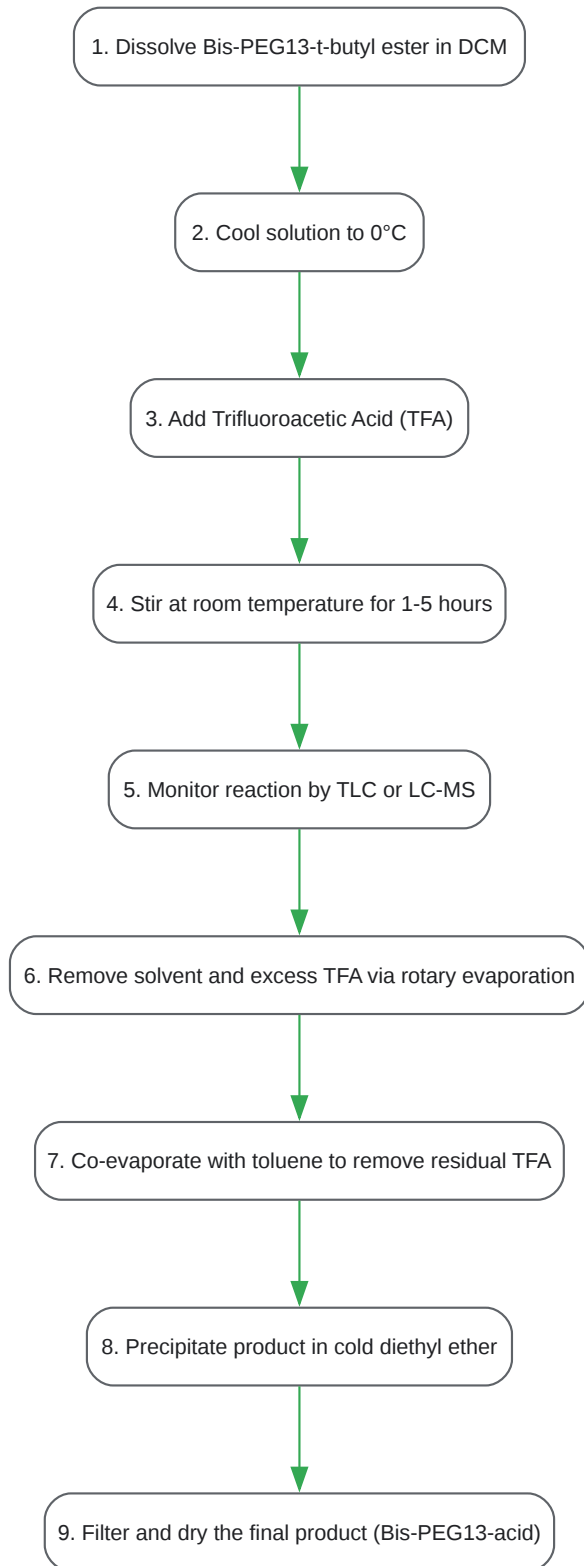 1. Dissolve Bis-PEG13-t-butyl ester in DCM
2. Cool solution to 0°C
3. Add Trifluoroacetic Acid (TFA)
4. Stir at room temperature for 1-5 hours
5. Monitor reaction by TLC or LC-MS
6. Remove solvent and excess TFA via rotary evaporation
7. Co-evaporate with toluene to remove residual TFA
8. Precipitate product in cold diethyl ether
9. Filter and dry the final product (Bis-PEG13-acid)